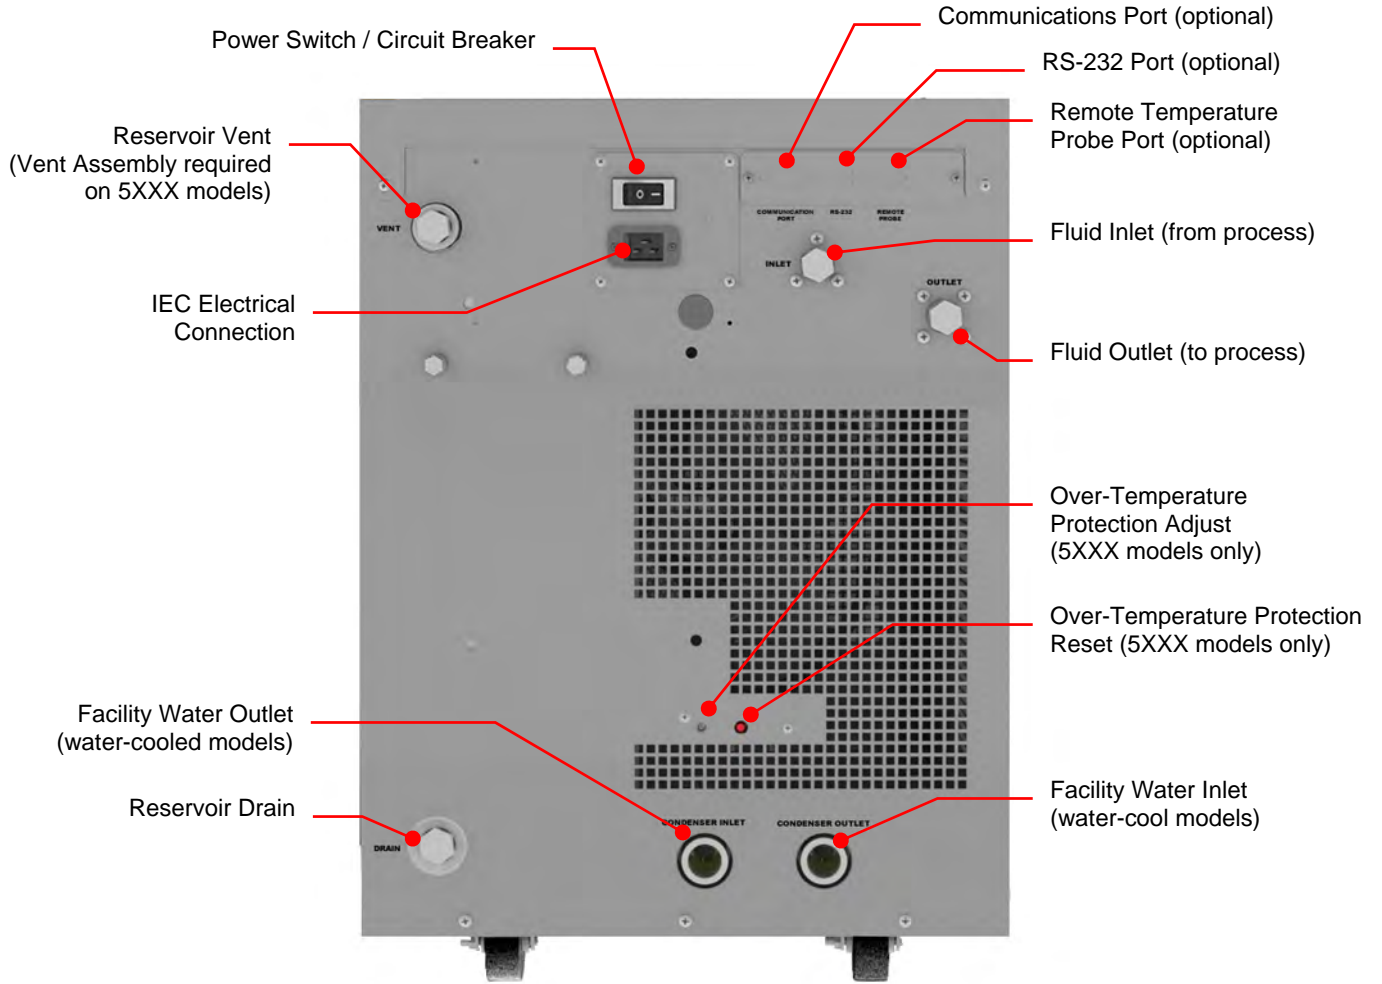 Communications Port (optional)
Power Switch / Circuit Breaker
RS-232 Port (optional)
Reservoir Vent
(Vent Assembly required
on 5XXX models)
Remote Temperature
Probe Port (optional)
COMMUNICATION
PORT
RS-232
REMOTE
PROBE
VENT
Fluid Inlet (from process)
INLET
OUTLET
IEC Electrical
Connection
Fluid Outlet (to process)
Over-Temperature
Protection Adjust
(5XXX models only)
Over-Temperature Protection
Reset (5XXX models only)
Facility Water Outlet
(water-cooled models)
Facility Water Inlet
(water-cool models)
Reservoir Drain
CONDENSER INLET
CONDENSER OUTLET
DRAIN
O